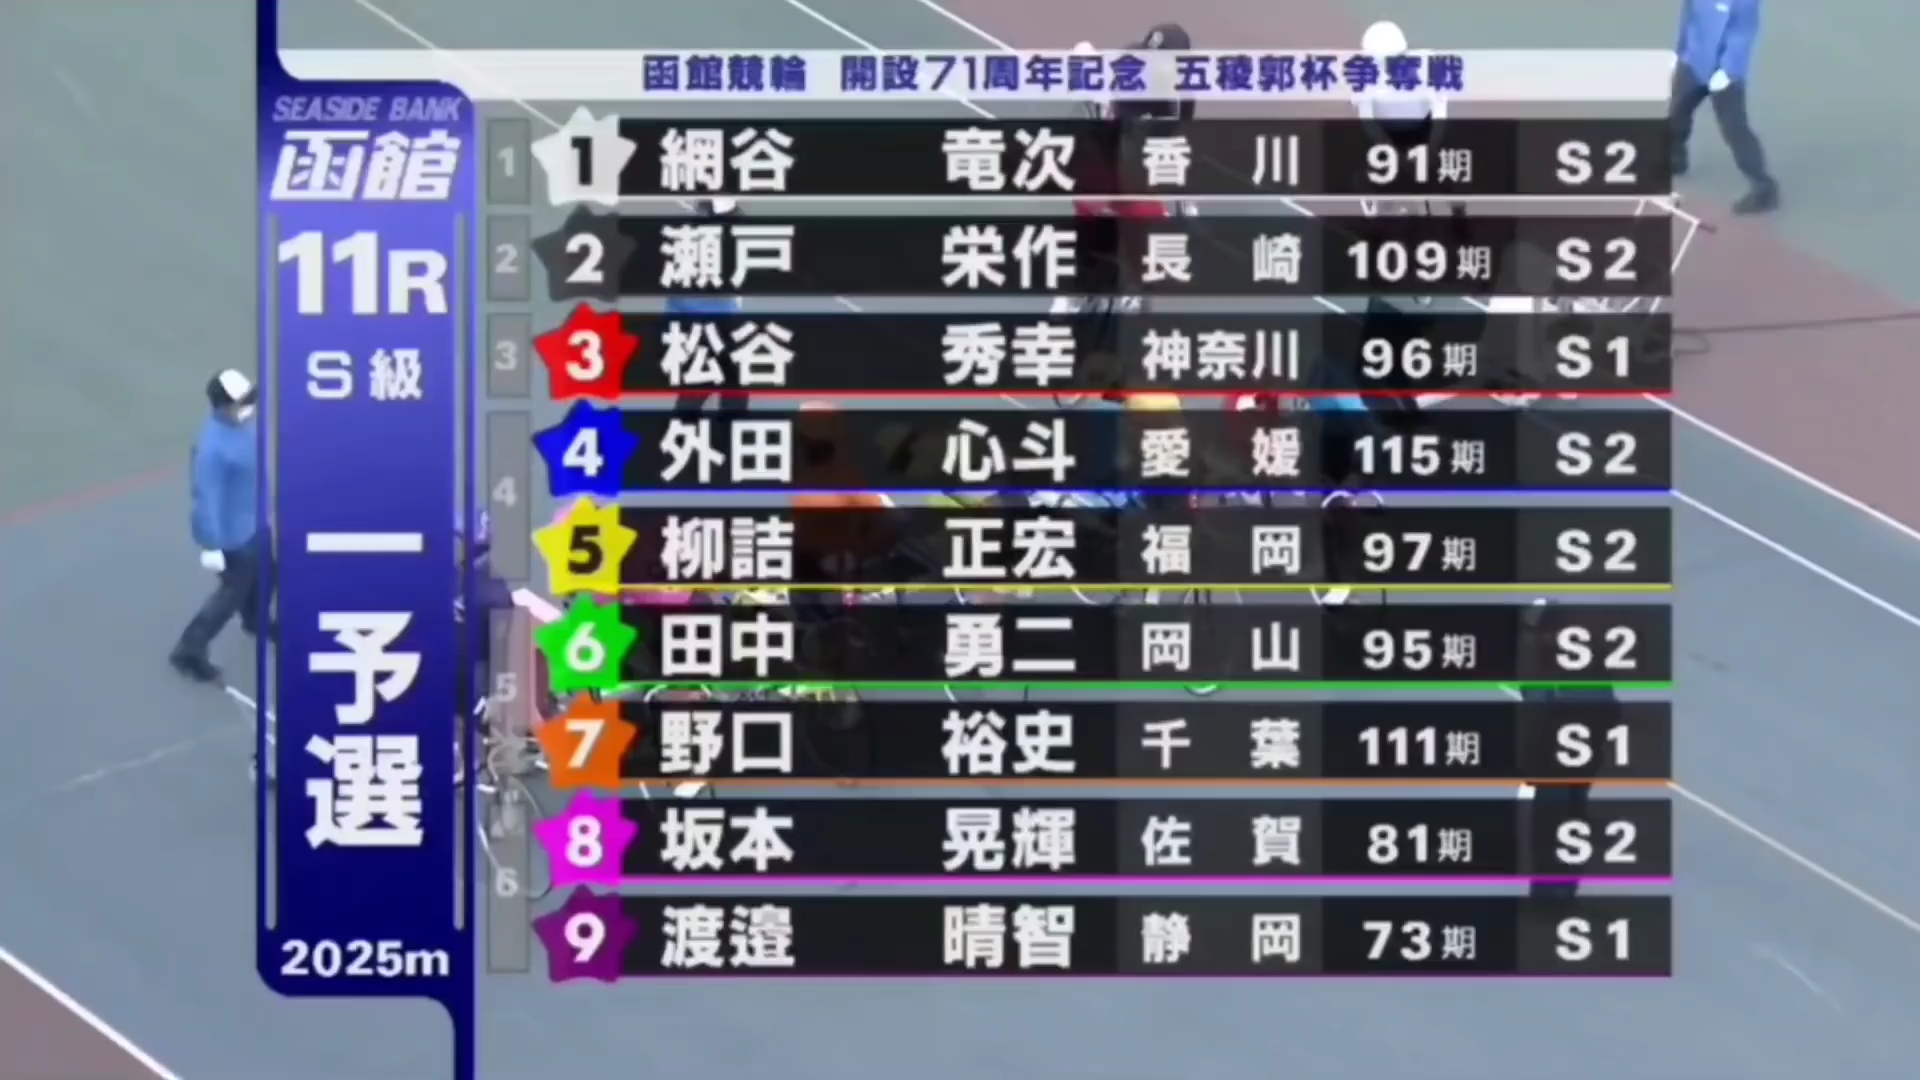 函館競輪 開設71周年記念 五稜郭杯争奪戦
SEASIDE BANK
函館
11R
S級
一予選
2025m
1 1 網谷 竜次 香川 91期 S2
2 2 瀬戸 栄作 長崎 109期 S2
3 3 松谷 秀幸 神奈川 96期 S1
4 4 外田 心斗 愛媛 115期 S2
5 柳詰 正宏 福岡 97期 S2
5 6 田中 勇二 岡山 95期 S2
7 野口 裕史 千葉 111期 S1
6 8 坂本 晃輝 佐賀 81期 S2
9 渡邉 晴智 静岡 73期 S1